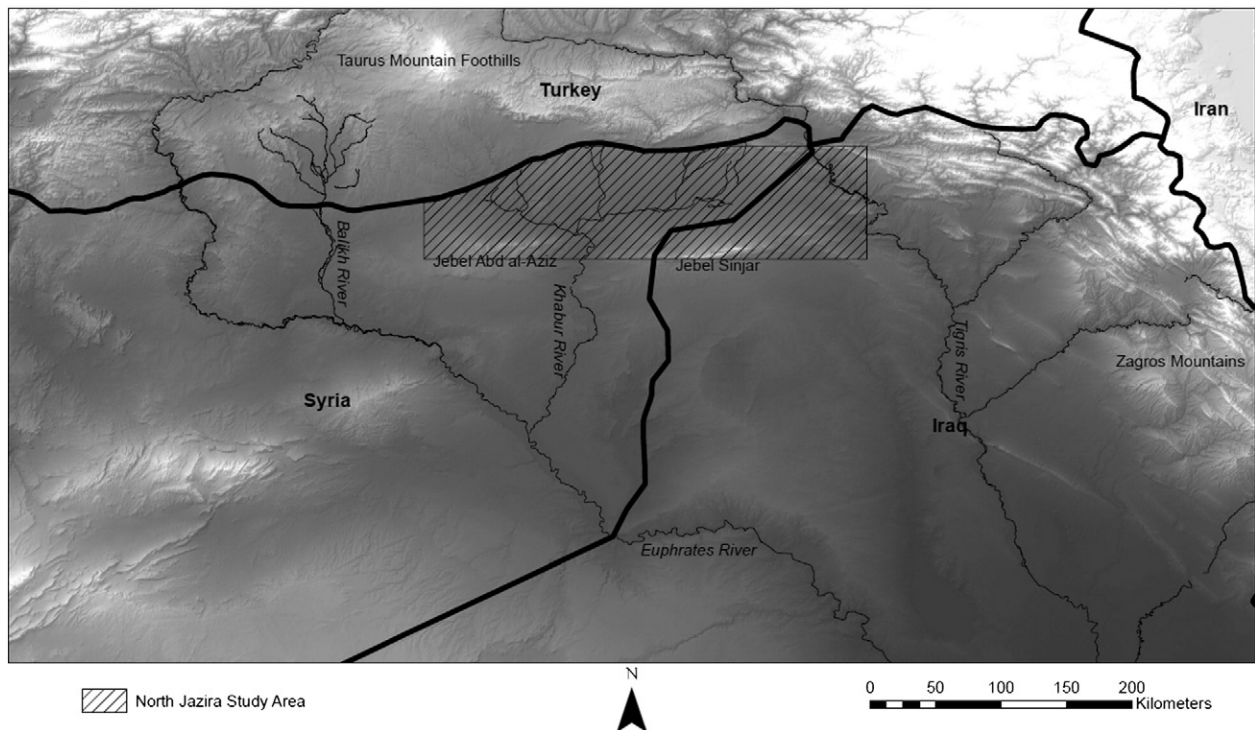 Taurus Mountain Foothills
Turkey
Iran
Balikh River
Jebel Abd al-Aziz
Jebel Sinjar
Khabur River
Tigris River
Zagros Mountains
Syria
Iraq
Euphrates River
N
North Jazira Study Area
0 50 100 150 200
Kilometers